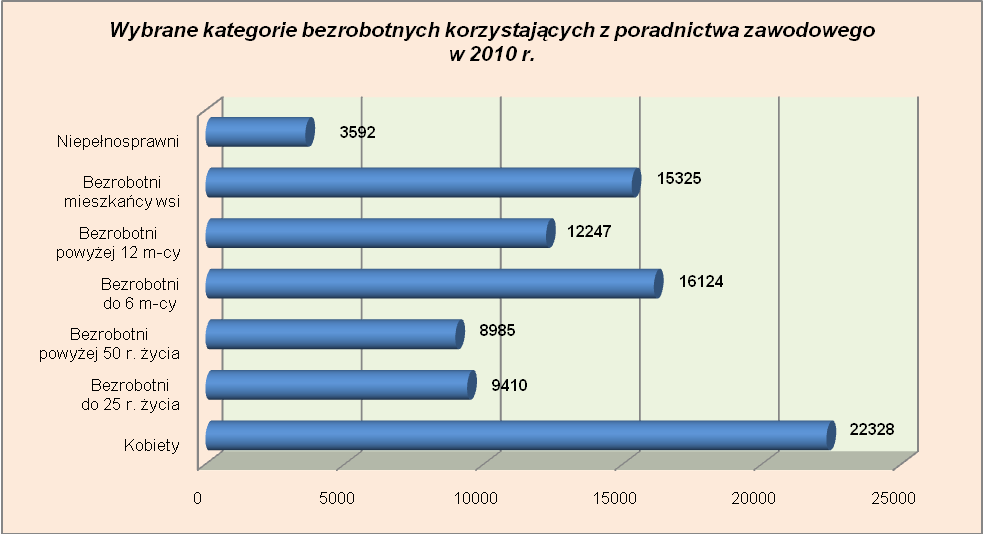 Wybrane kategorie bezrobotnych korzystających z poradnictwa zawodowego
w 2010 r.
Niepełnosprawni
3592
Bezrobotni
mieszkańcy wsi
15325
Bezrobotni
powyżej 12 m-cy
12247
Bezrobotni
do 6 m-cy
16124
Bezrobotni
powyżej 50 r. życia
8985
Bezrobotni
do 25 r. życia
9410
Kobiety
22328
0 5000 10000 15000 20000 25000